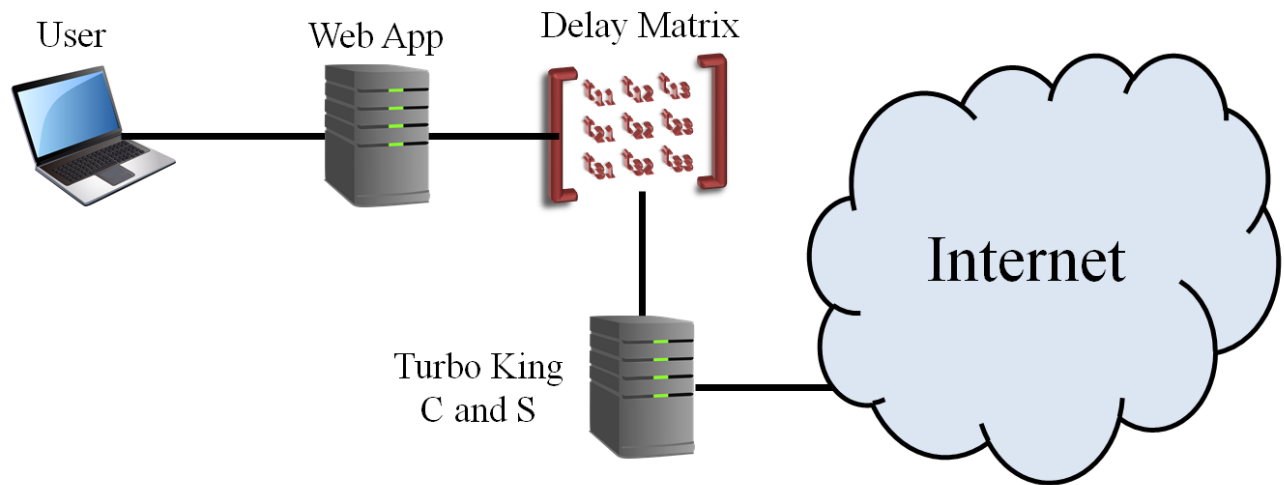 User
Web App
Delay Matrix
t11 t12 t13
t21 t22 t23
t31 t32 t33
Internet
Turbo King
C and S